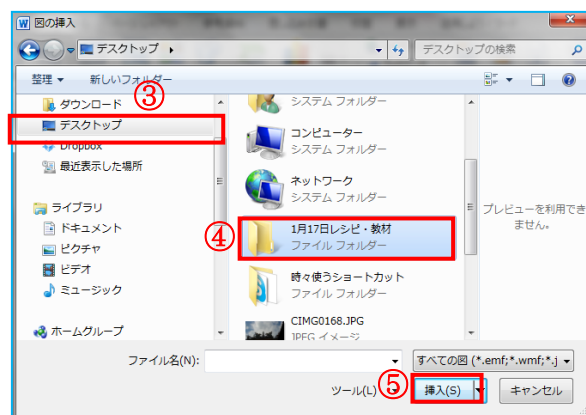 図の挿入
デスクトップ
デスクトップの検索
整理 新しいフォルダー
③
ダウンロード
デスクトップ
Dropbox
最近表示した場所
ライブラリ
ドキュメント
ピクチャ
ビデオ
ミュージック
ホームグループ
システム フォルダー
コンピューター
システム フォルダー
ネットワーク
システム フォルダー
④
1月17日レシピ・教材
ファイル フォルダー
時々使うショートカット
ファイル フォルダー
CIMG0168.JPG
JPEG イメージ
プレビューを利用でき
ません。
ファイル名(N):
すべての図 (*.emf;*.wmf;*.j
ツール(L)
⑤
挿入(S)
キャンセル